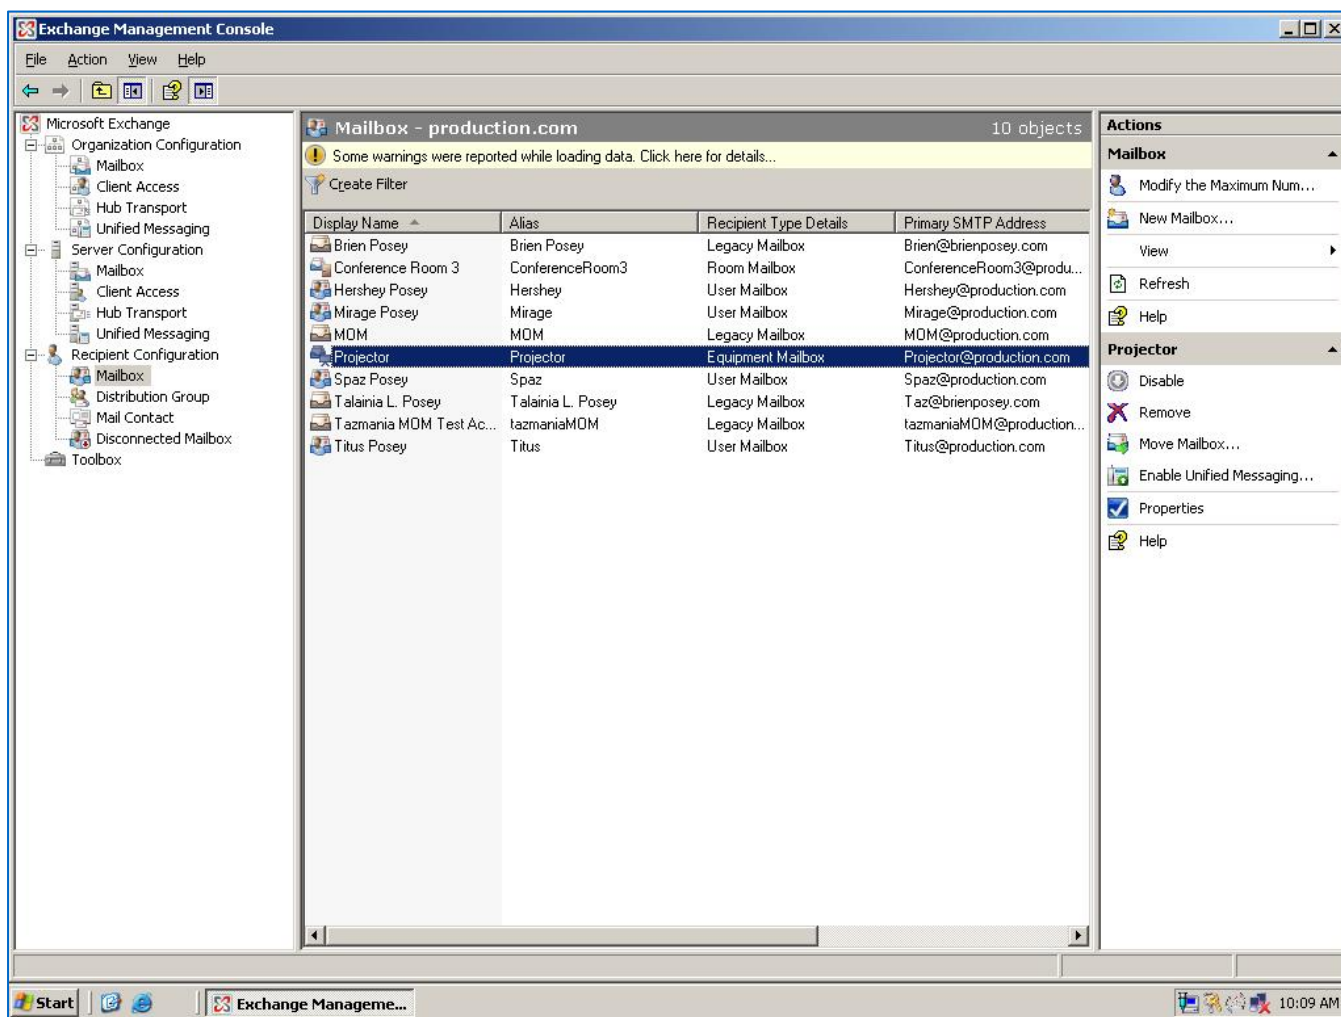 Exchange Management Console
File Action View Help
Microsoft Exchange
Organization Configuration
Mailbox
Client Access
Hub Transport
Unified Messaging
Server Configuration
Mailbox
Client Access
Hub Transport
Unified Messaging
Recipient Configuration
Mailbox
Distribution Group
Mail Contact
Disconnected Mailbox
Toolbox
Mailbox - production.com 10 objects
Some warnings were reported while loading data. Click here for details...
Create Filter
Display Name Alias Recipient Type Details Primary SMTP Address
Brien Posey Brien Posey Legacy Mailbox Brien@brienposey.com
Conference Room 3 ConferenceRoom3 Room Mailbox ConferenceRoom3@produ...
Hershey Posey Hershey User Mailbox Hershey@production.com
Mirage Posey Mirage User Mailbox Mirage@production.com
MOM MOM Legacy Mailbox MOM@production.com
Projector Projector Equipment Mailbox Projector@production.com
Spaz Posey Spaz User Mailbox Spaz@production.com
Talainia L. Posey Talainia L. Posey Legacy Mailbox Taz@brienposey.com
Tazmania MOM Test Ac... tazmaniaMOM Legacy Mailbox tazmaniaMOM@production...
Titus Posey Titus User Mailbox Titus@production.com
Actions
Mailbox
Modify the Maximum Num...
New Mailbox...
View
Refresh
Help
Projector
Disable
Remove
Move Mailbox...
Enable Unified Messaging...
Properties
Help
Start Exchange Manageme... 10:09 AM